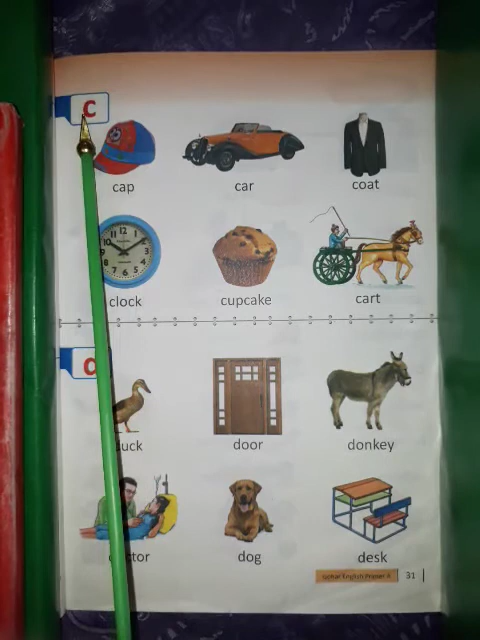 c
cap car coat
clock cupcake cart
door donkey
dog desk
31